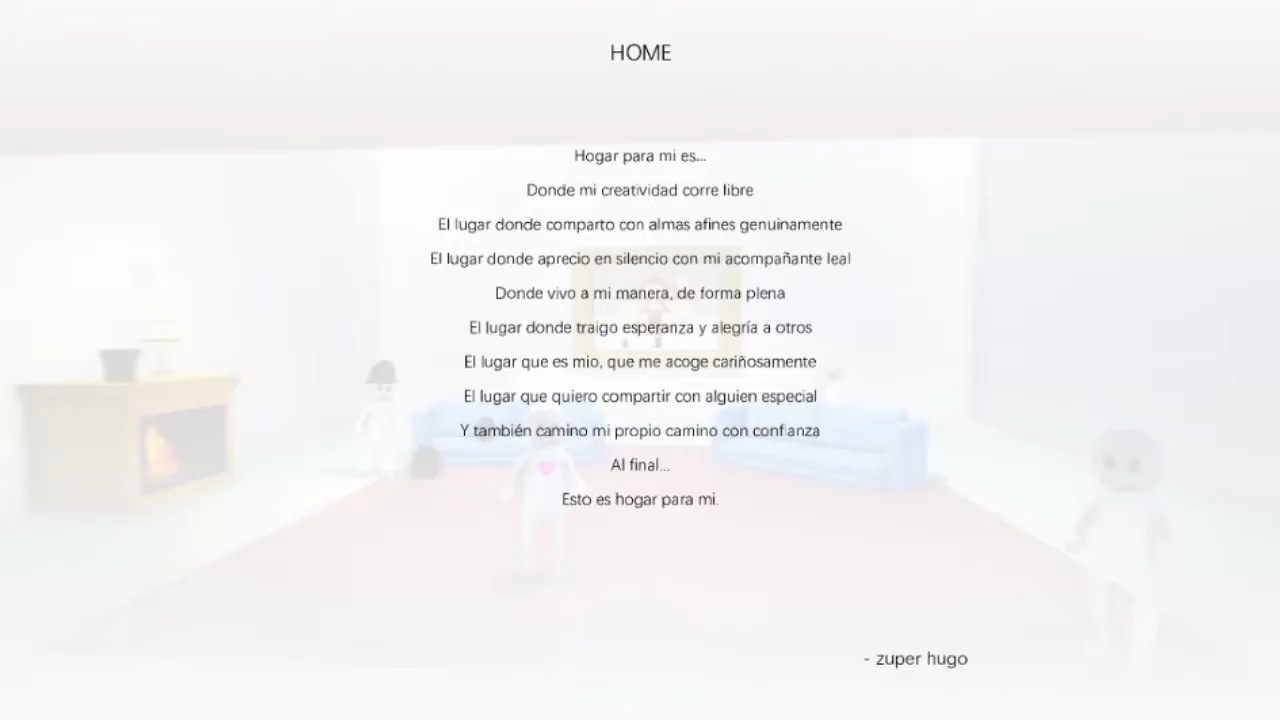 HOME
Hogar para mi es...
Donde mi creatividad corre libre
El lugar donde comparto con almas afines genuinamente
El lugar donde aprecio en silencio con mi acompañante leal
Donde vivo a mi manera, de forma plena
El lugar donde traigo esperanza y alegría a otros
El lugar que es mio, que me acoge cariñosamente
El lugar que quiero compartir con alguien especial
Y también camino mi propio camino con confianza
Al final...
Esto es hogar para mi.
- zuper hugo